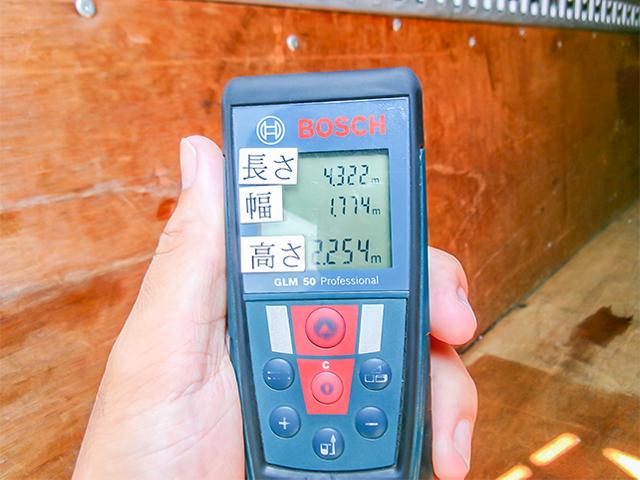 BOSCH
長さ 4.322m
幅 1.774m
高さ 2.254m
GLM 50 Professional
C